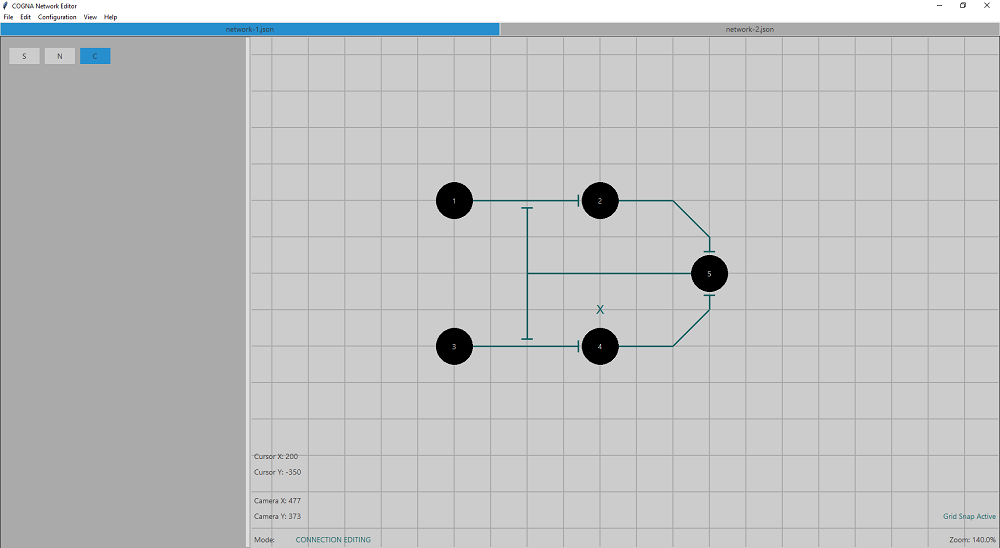 COGNA Network Editor
File Edit Configuration View Help
network-1.json network-2.json
S N C
1 2
5
X
3 4
Cursor X: 200
Cursor Y: -350
Camera X: 477
Camera Y: 373
Grid Snap Active
Mode: CONNECTION EDITING
Zoom: 140.0%